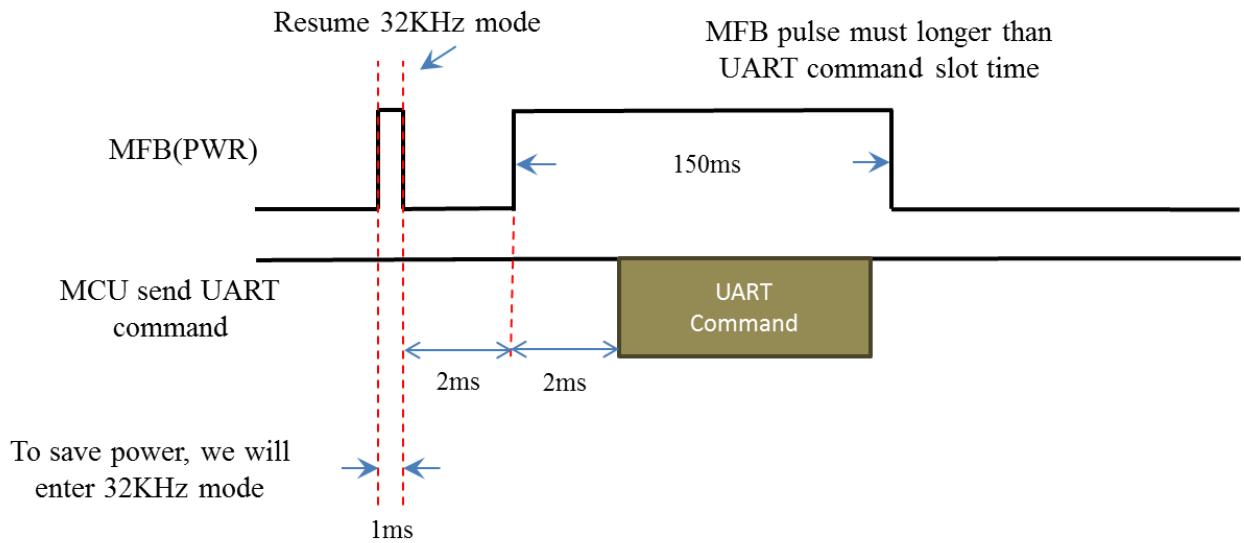 Resume 32KHz mode
MFB pulse must longer than
UART command slot time
MFB(PWR)
150ms
MCU send UART
command
UART
Command
2ms
2ms
To save power, we will
enter 32KHz mode
1ms